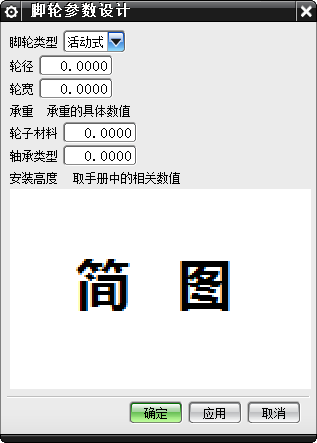 脚轮参数设计
脚轮类型 活动式
轮径 0.0000
轮宽 0.0000
承重 承重的具体数值
轮子材料 0.0000
轴承类型 0.0000
安装高度 取手册中的相关数值
简 图
确定 应用 取消